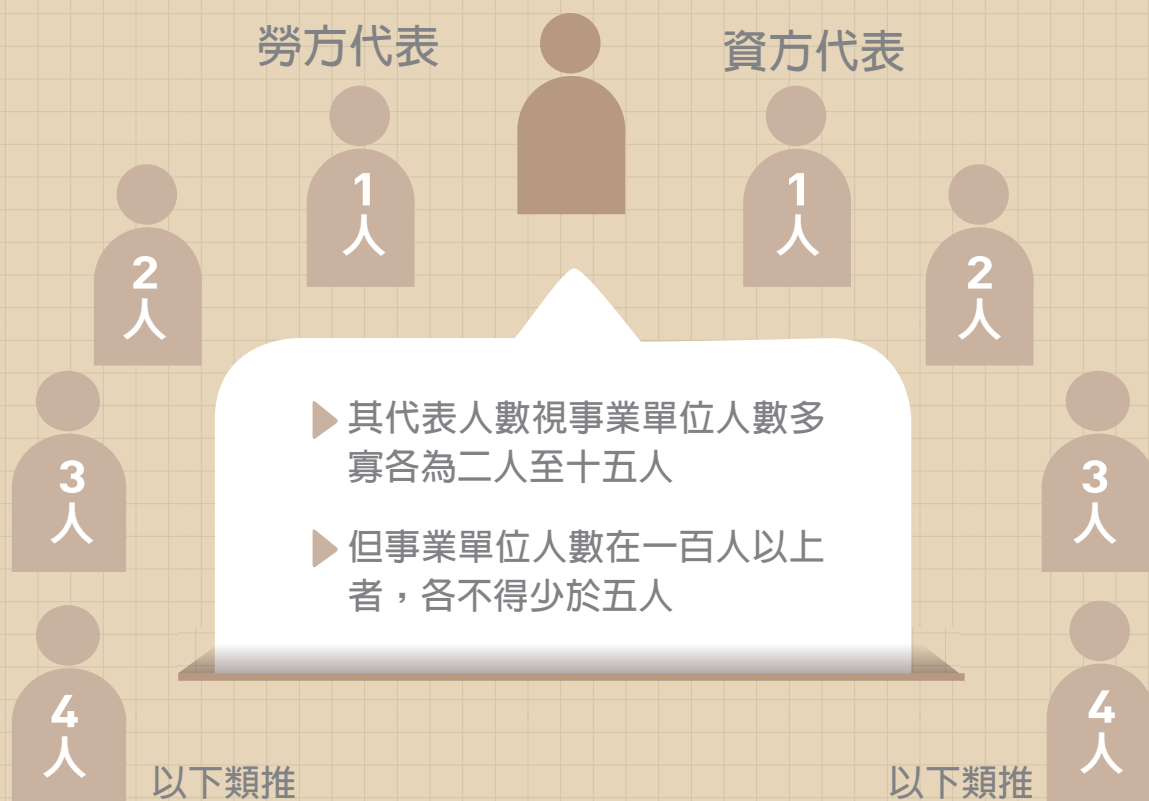 勞方代表
資方代表
1
人
1
人
2
人
2
人
其代表人數視事業單位人數多
寡各為二人至十五人
3
人
3
人
但事業單位人數在一百人以上
者，各不得少於五人
4
人
4
人
以下類推
以下類推